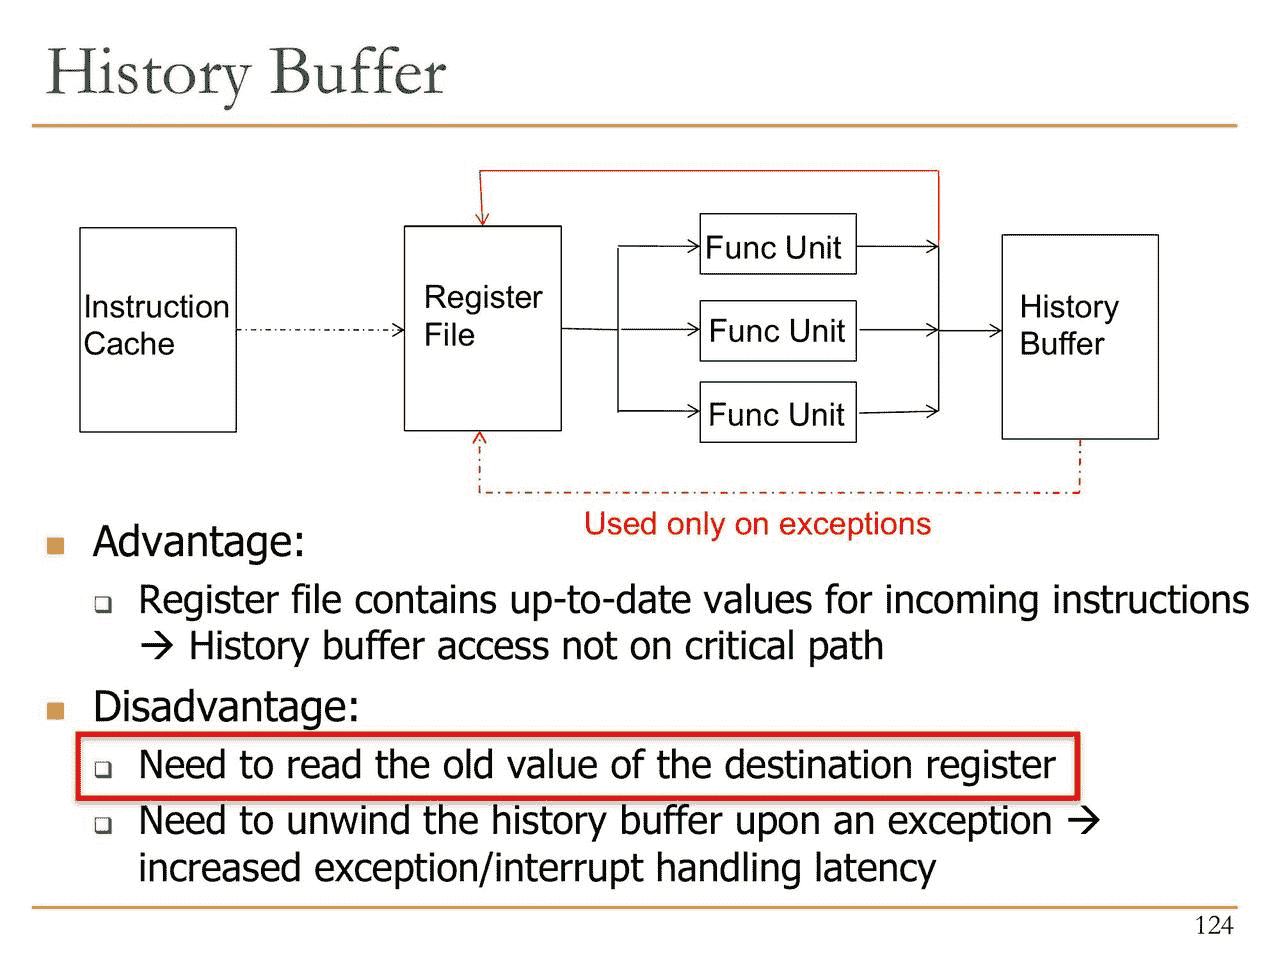 History Buffer
Instruction
Cache
Register
File
Func Unit
Func Unit
Func Unit
History
Buffer
Used only on exceptions
Advantage:
Register file contains up-to-date values for incoming instructions
→ History buffer access not on critical path
Disadvantage:
Need to read the old value of the destination register
Need to unwind the history buffer upon an exception →
increased exception/interrupt handling latency
124